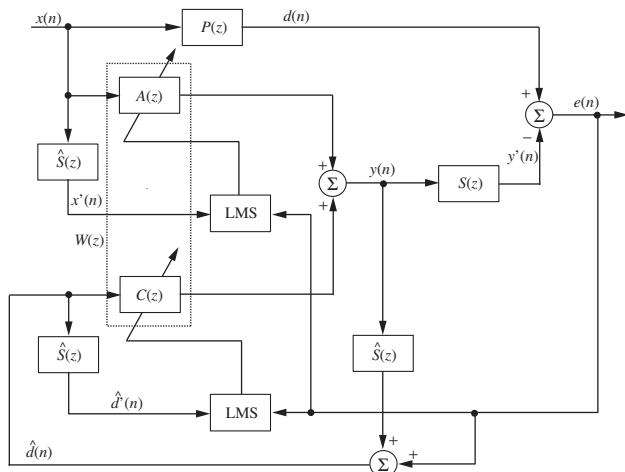 x(n)
P(z)
d(n)
A(z)
+
Σ
e(n)
−
y'(n)
Ŝ(z)
x'(n)
LMS
+
Σ
+
y(n)
S(z)
W(z)
C(z)
Ŝ(z)
Ŝ(z)
d̂'(n)
LMS
d̂(n)
+
Σ
+